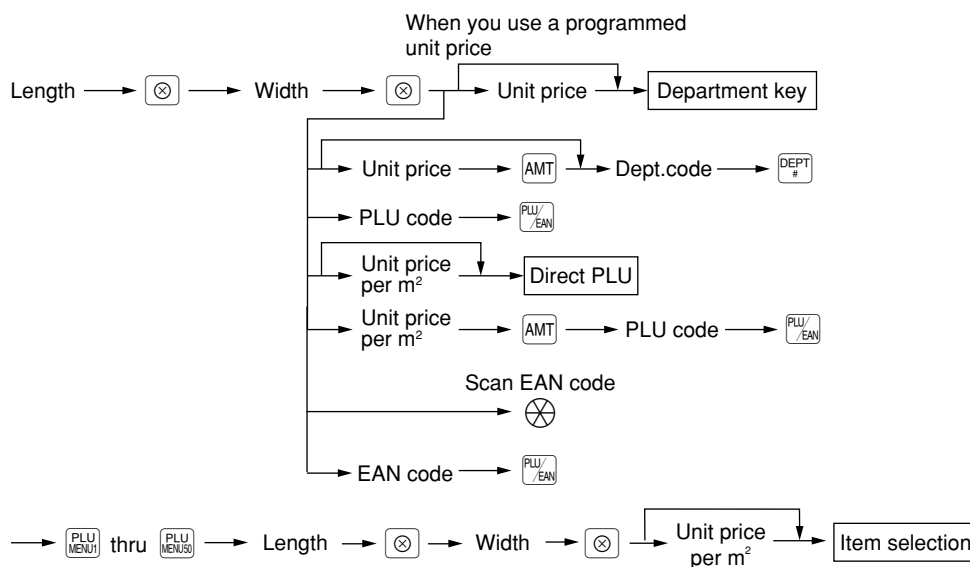 When you use a programmed
unit price
Length ⊗ Width ⊗ Unit price Department key
Unit price AMT Dept.code DEPT #
PLU code PLU/EAN
Unit price
per m² Direct PLU
Unit price
per m² AMT PLU code PLU/EAN
Scan EAN code
EAN code PLU/EAN
PLU MENU1 thru PLU MENU50 Length ⊗ Width ⊗ Unit price
per m² Item selection